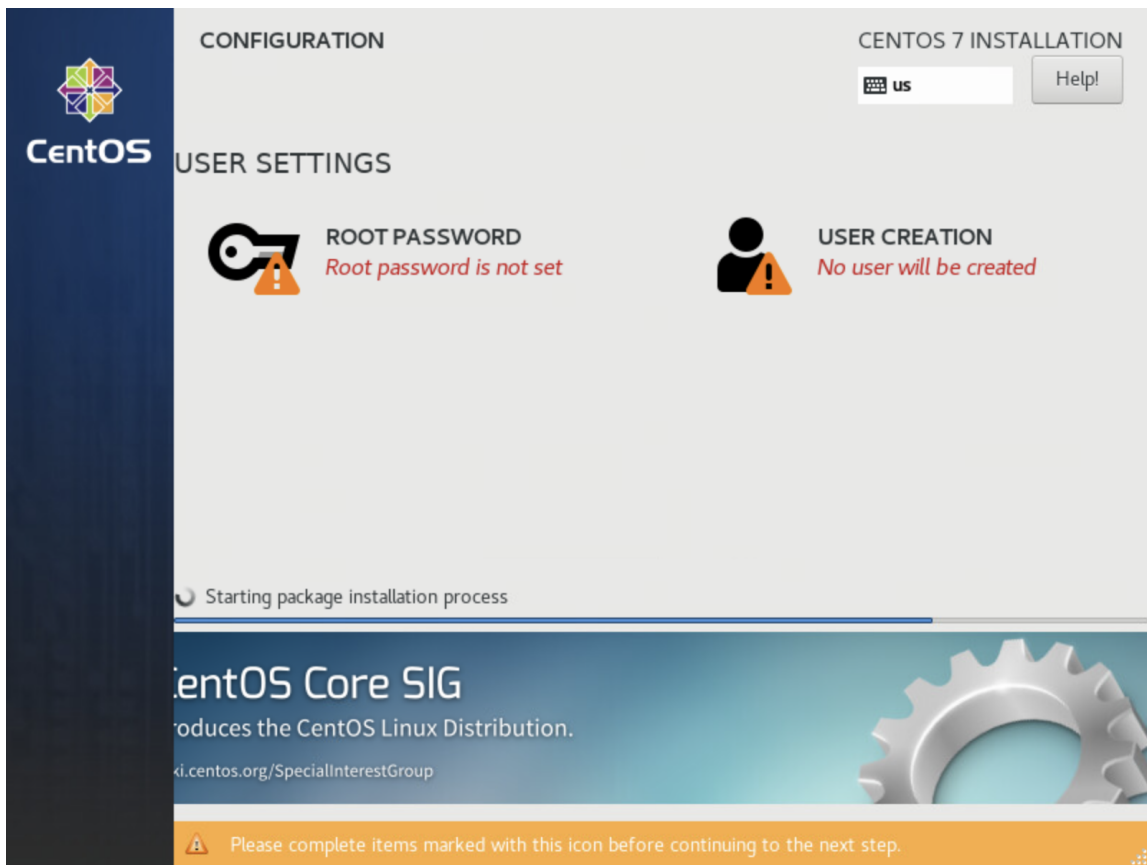 CONFIGURATION
CENTOS 7 INSTALLATION
us
Help!
CentOS
USER SETTINGS
ROOT PASSWORD
Root password is not set
USER CREATION
No user will be created
Starting package installation process
entOS Core SIG
roduces the CentOS Linux Distribution.
ki.centos.org/SpecialInterestGroup
Please complete items marked with this icon before continuing to the next step.